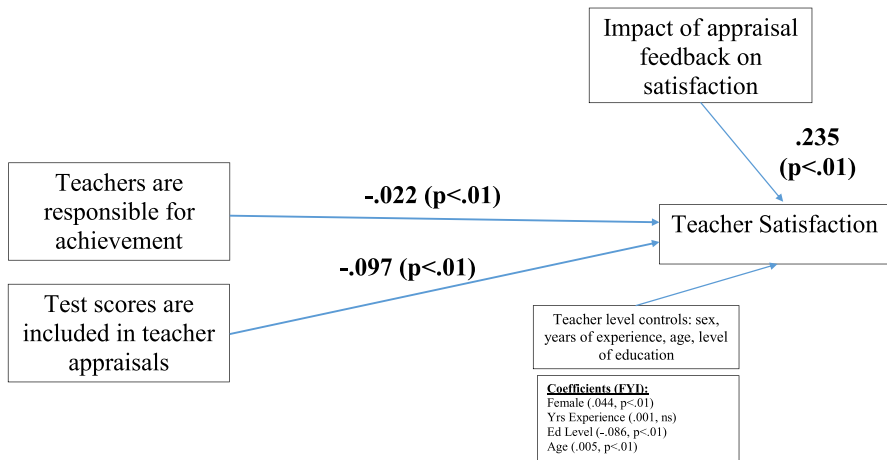 Impact of appraisal
feedback on
satisfaction
.235
(p<.01)
Teachers are
responsible for
achievement
-.022 (p<.01)
Teacher Satisfaction
-.097 (p<.01)
Test scores are
included in teacher
appraisals
Teacher level controls: sex,
years of experience, age, level
of education
Coefficients (FYI):
Female (.044, p<.01)
Yrs Experience (.001, ns)
Ed Level (-.086, p<.01)
Age (.005, p<.01)